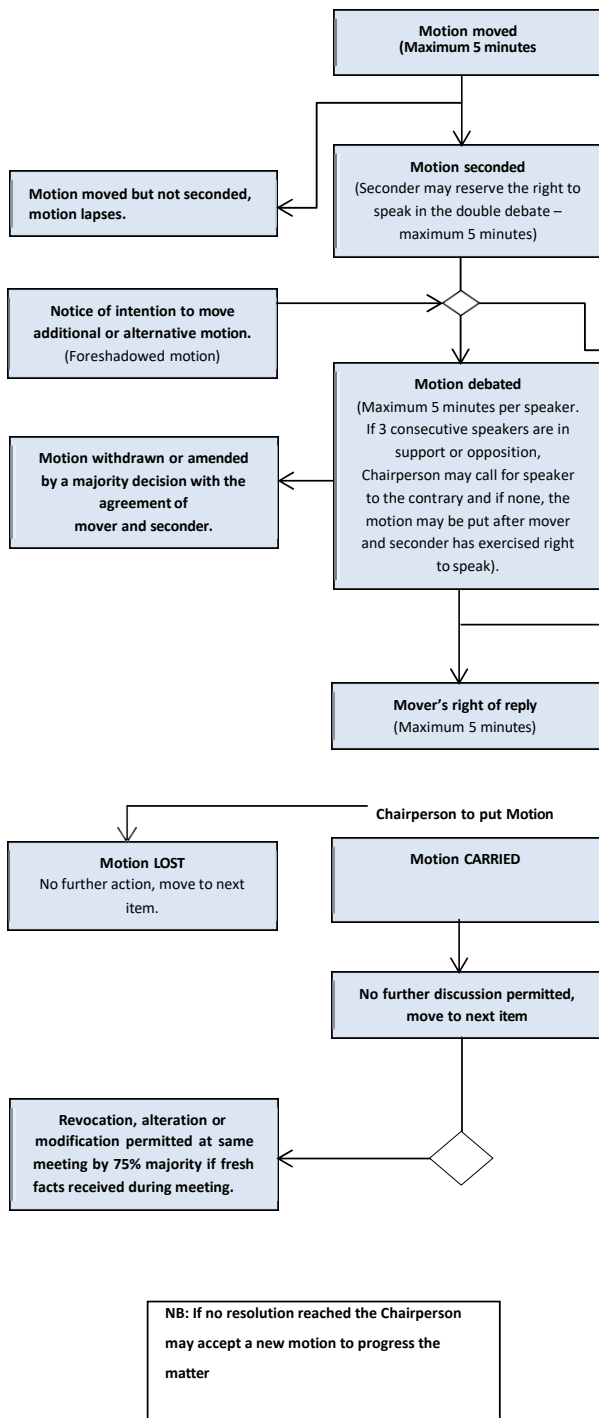 Motion moved
(Maximum 5 minutes
Motion seconded
(Seconder may reserve the right to
speak in the double debate –
maximum 5 minutes)
Motion moved but not seconded,
motion lapses.
Notice of intention to move
additional or alternative motion.
(Foreshadowed motion)
Motion debated
(Maximum 5 minutes per speaker.
If 3 consecutive speakers are in
support or opposition,
Chairperson may call for speaker
to the contrary and if none, the
motion may be put after mover
and seconder has exercised right
to speak).
Motion withdrawn or amended
by a majority decision with the
agreement of
mover and seconder.
Mover’s right of reply
(Maximum 5 minutes)
Chairperson to put Motion
Motion LOST
No further action, move to next
item.
Motion CARRIED
No further discussion permitted,
move to next item
Revocation, alteration or
modification permitted at same
meeting by 75% majority if fresh
facts received during meeting.
NB: If no resolution reached the Chairperson
may accept a new motion to progress the
matter